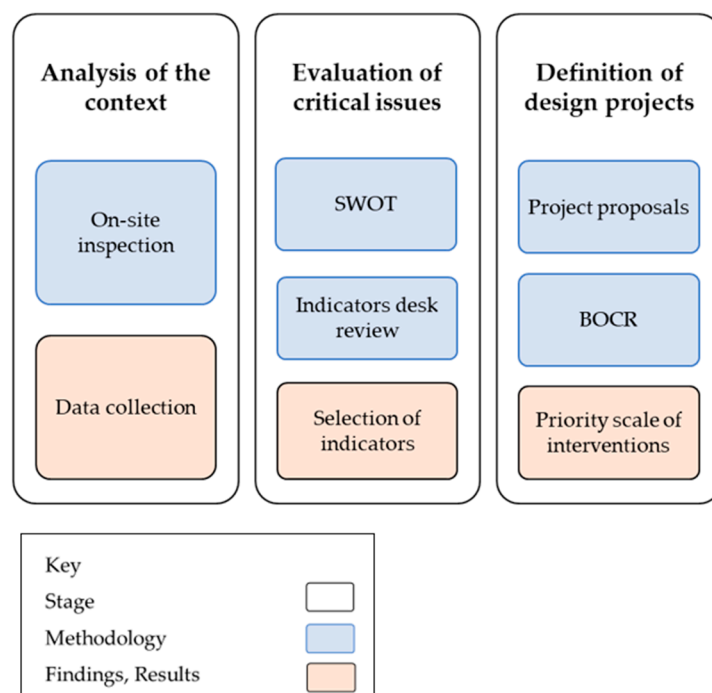 Analysis of the
context
On-site
inspection
Data collection
Evaluation of
critical issues
SWOT
Indicators desk
review
Selection of
indicators
Definition of
design projects
Project proposals
BOCR
Priority scale of
interventions
Key
Stage
Methodology
Findings, Results